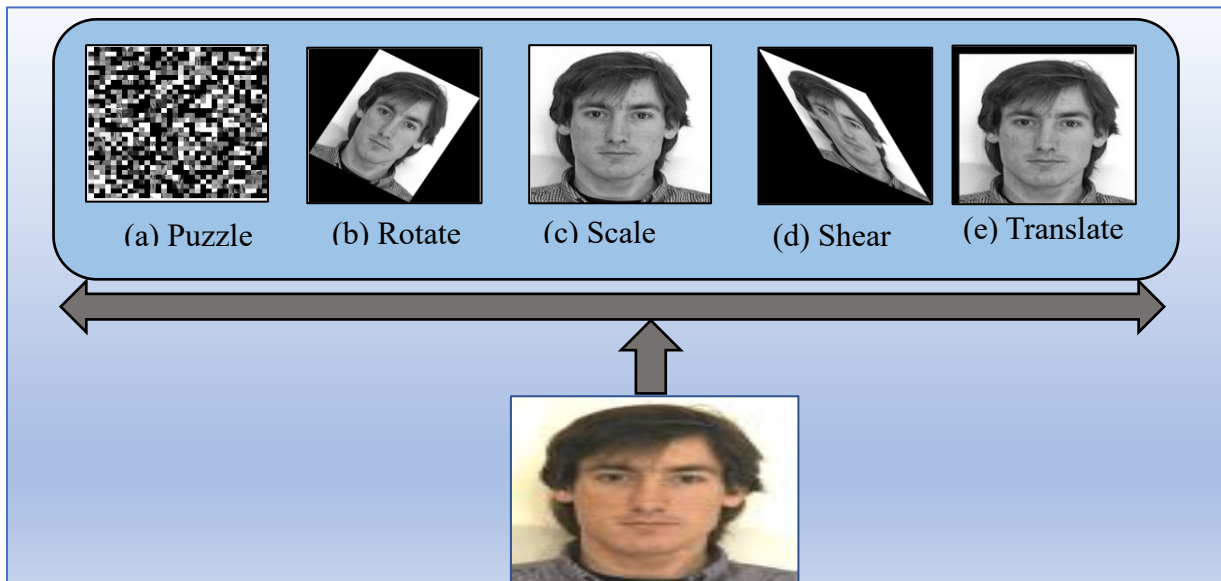 (a) Puzzle
(b) Rotate
(c) Scale
(d) Shear
(e) Translate